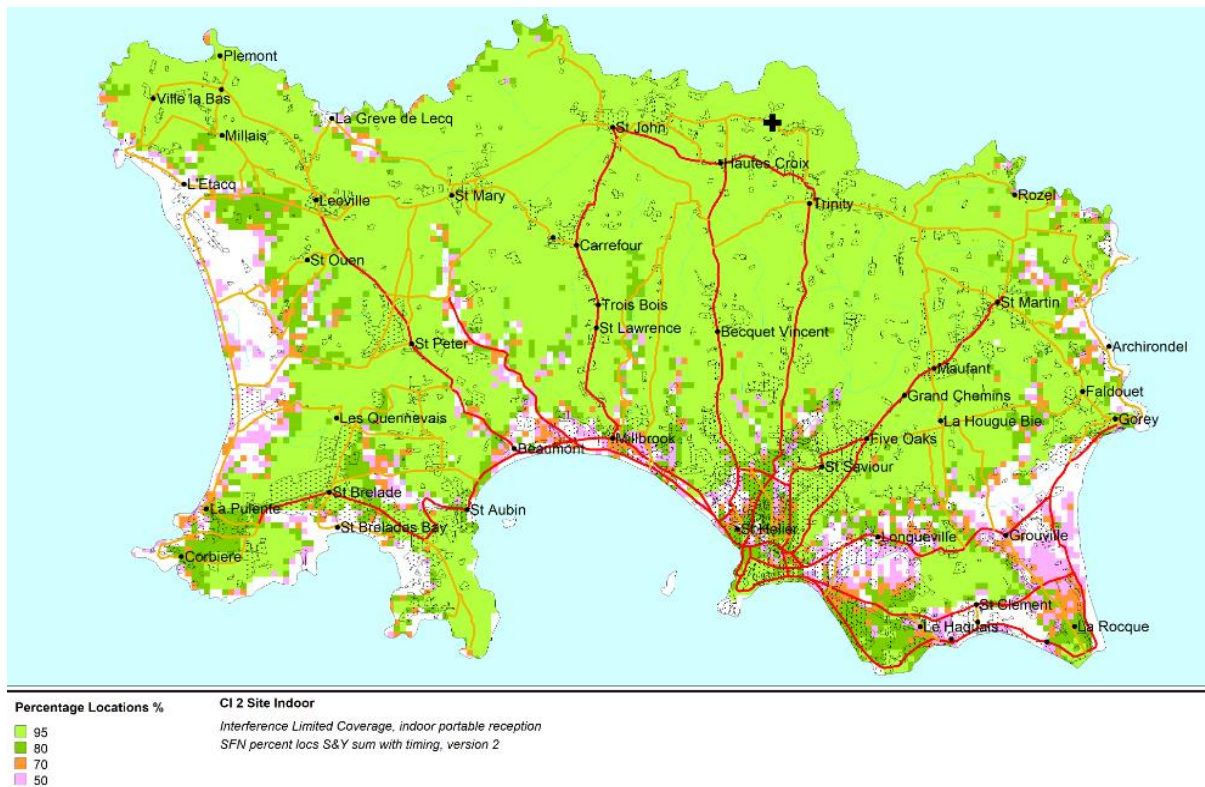 Plemont
Ville la Bas
La Greve de Lecq
Millais
St John
Hautes Croix
L'Etacq
Leoville
St Mary
Trinity
Rozel
St Ouen
Carrefour
Trois Bois
St Martin
St Lawrence
Becquet Vincent
St Peter
Archirondel
Maufant
Grand Chemins
Faldouet
Les Quennevais
La Hougue Bie
Gorey
Beaumont
Millbrook
Five Oaks
St Saviour
St Brelade
La Pulente
St Aubin
St Breladas Bay
St Helier
Longueville
Grouville
Corbiere
St Clement
Le Haguais
La Rocque
Percentage Locations %
95
80
70
50
CI 2 Site Indoor
Interference Limited Coverage, indoor portable reception
SFN percent locs S&Y sum with timing, version 2